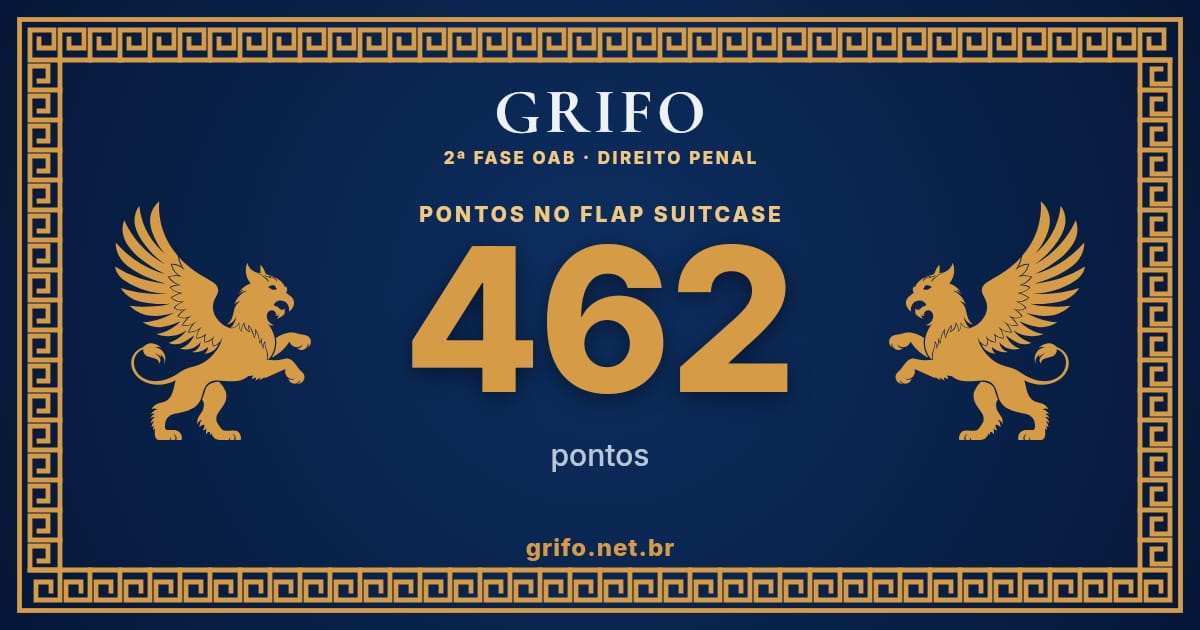 GRIFO
2ª FASE OAB · DIREITO PENAL
PONTOS NO FLAP SUITCASE
462
pontos
grifo.net.br